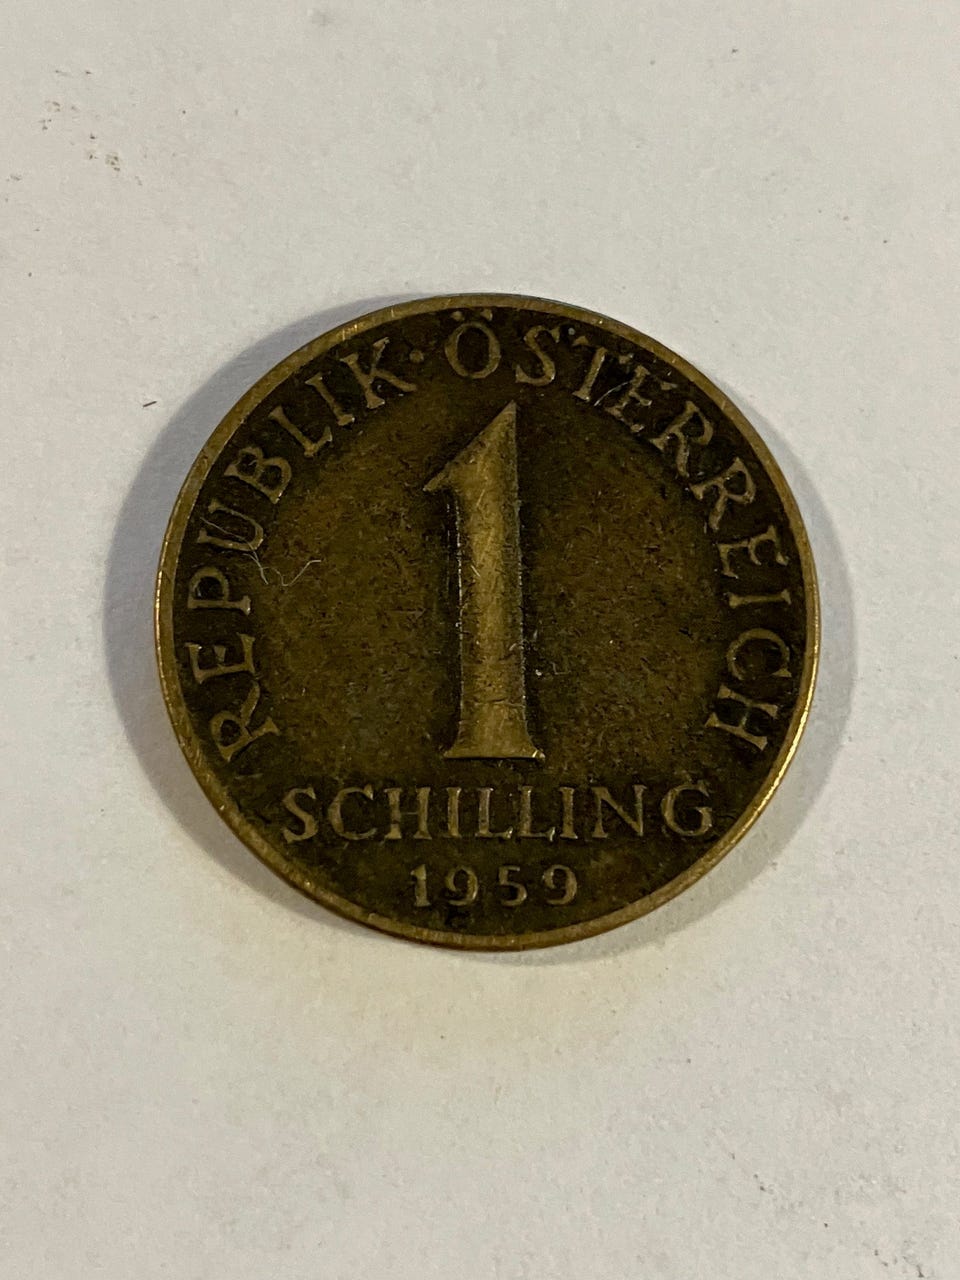 REPUBLIK · ÖSTERREICH
1
SCHILLING
1959